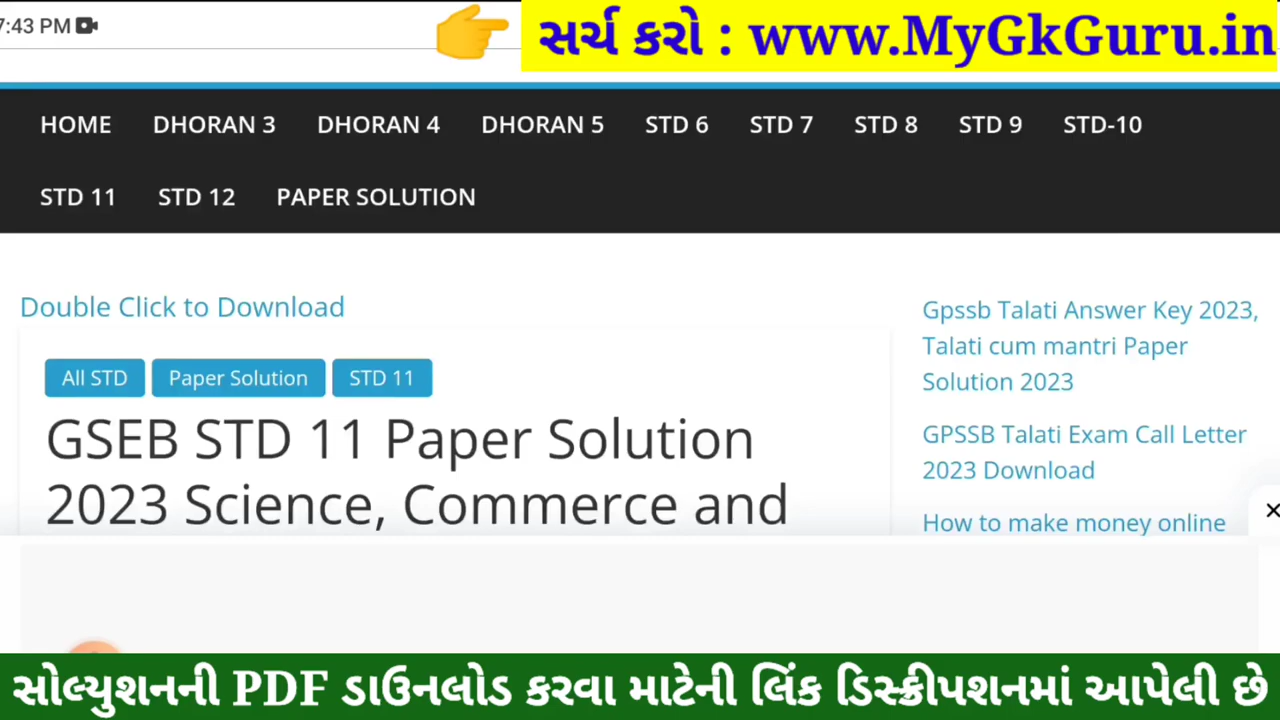 7:43 PM
સર્ચ કરો : www.MyGkGuru.in
HOME DHORAN 3 DHORAN 4 DHORAN 5 STD 6 STD 7 STD 8 STD 9 STD-10
STD 11 STD 12 PAPER SOLUTION
Double Click to Download
All STD Paper Solution STD 11
GSEB STD 11 Paper Solution
2023 Science, Commerce and
Gpssb Talati Answer Key 2023,
Talati cum mantri Paper
Solution 2023
GPSSB Talati Exam Call Letter
2023 Download
How to make money online
સોલ્યુશનની PDF ડાઉનલોડ કરવા માટેની લિંક ડિસ્ક્રીપશનમાં આપેલી છે